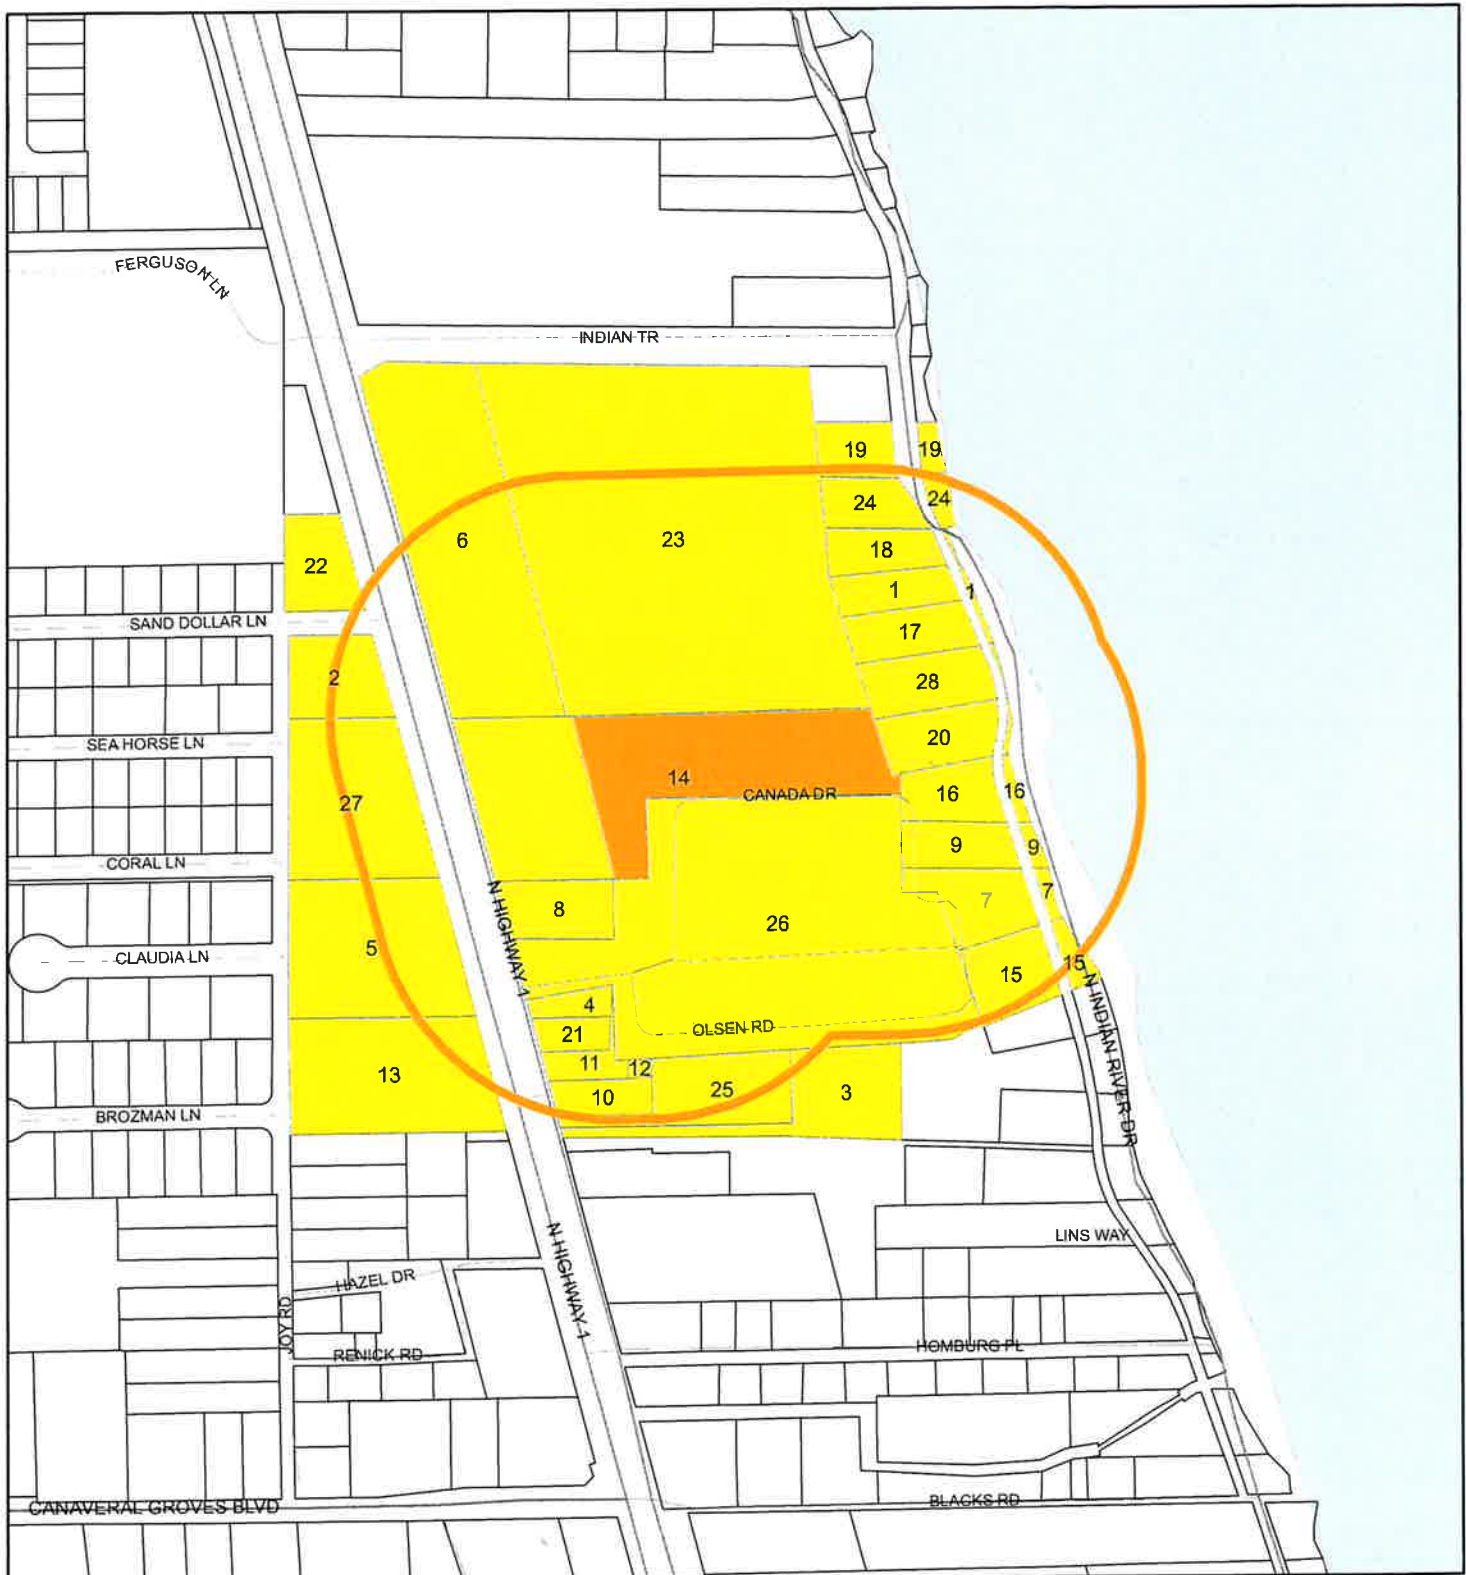 FERGUSON LN
INDIAN TR
19
19
24
24
6
23
18
22
1
1
SAND DOLLAR LN
17
2
28
SEA HORSE LN
20
14
CANADA DR
16
16
27
9
9
CORAL LN
7
7
N HIGHWAY 1
8
26
5
CLAUDIA LN
15
15
4
N INDIAN RIVER DR
21
OLSEN RD
11
12
13
10
25
3
BROZMAN LN
LINS WAY
N HIGHWAY 1
HAZEL DR
JOY RD
RENICK RD
HOMBURG PL
CANAVERAL GROVES BLVD
BLACKS RD